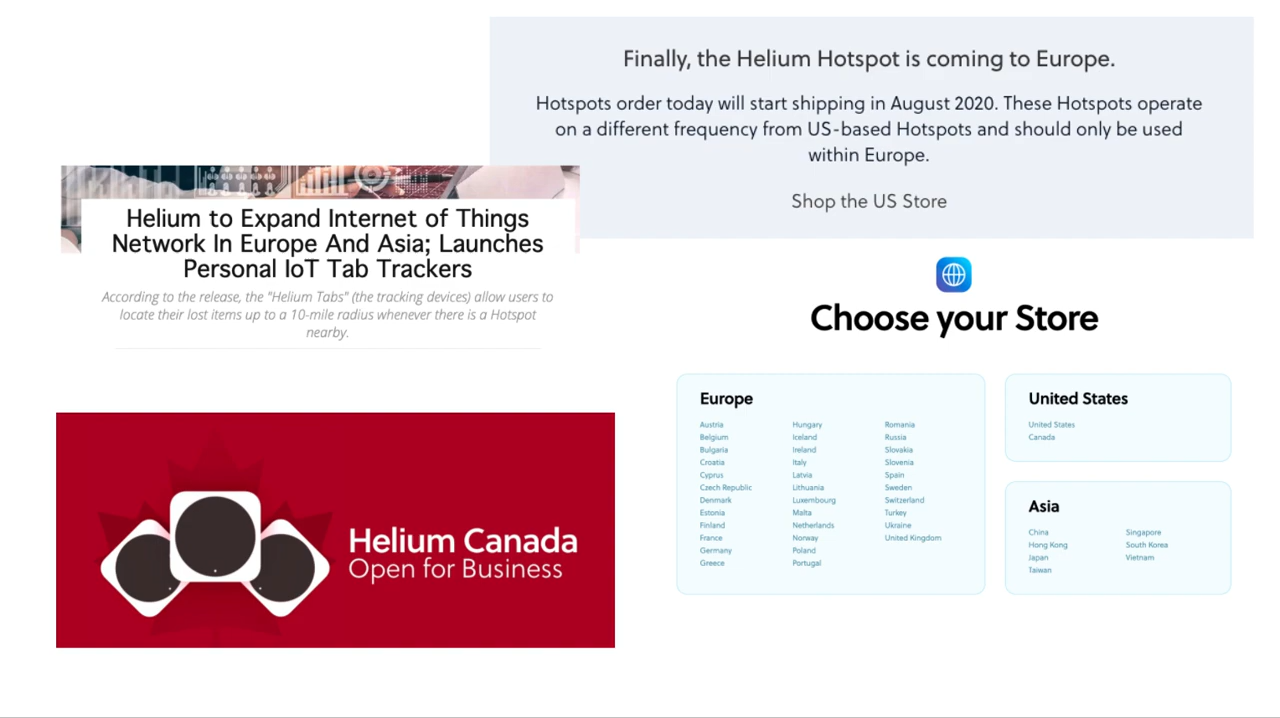 Finally, the Helium Hotspot is coming to Europe.
Hotspots order today will start shipping in August 2020. These Hotspots operate
on a different frequency from US-based Hotspots and should only be used
within Europe.
Shop the US Store
Helium to Expand Internet of Things
Network In Europe And Asia; Launches
Personal IoT Tab Trackers
According to the release, the "Helium Tabs" (the tracking devices) allow users to
locate their lost items up to a 10-mile radius whenever there is a Hotspot
nearby.
Helium Canada
Open for Business
Choose your Store
Europe
Austria
Belgium
Bulgaria
Croatia
Cyprus
Czech Republic
Denmark
Estonia
Finland
France
Germany
Greece
Hungary
Iceland
Ireland
Italy
Latvia
Lithuania
Luxembourg
Malta
Netherlands
Norway
Poland
Portugal
Romania
Russia
Slovakia
Slovenia
Spain
Sweden
Switzerland
Turkey
Ukraine
United Kingdom
United States
United States
Canada
Asia
China
Hong Kong
Japan
Taiwan
Singapore
South Korea
Vietnam